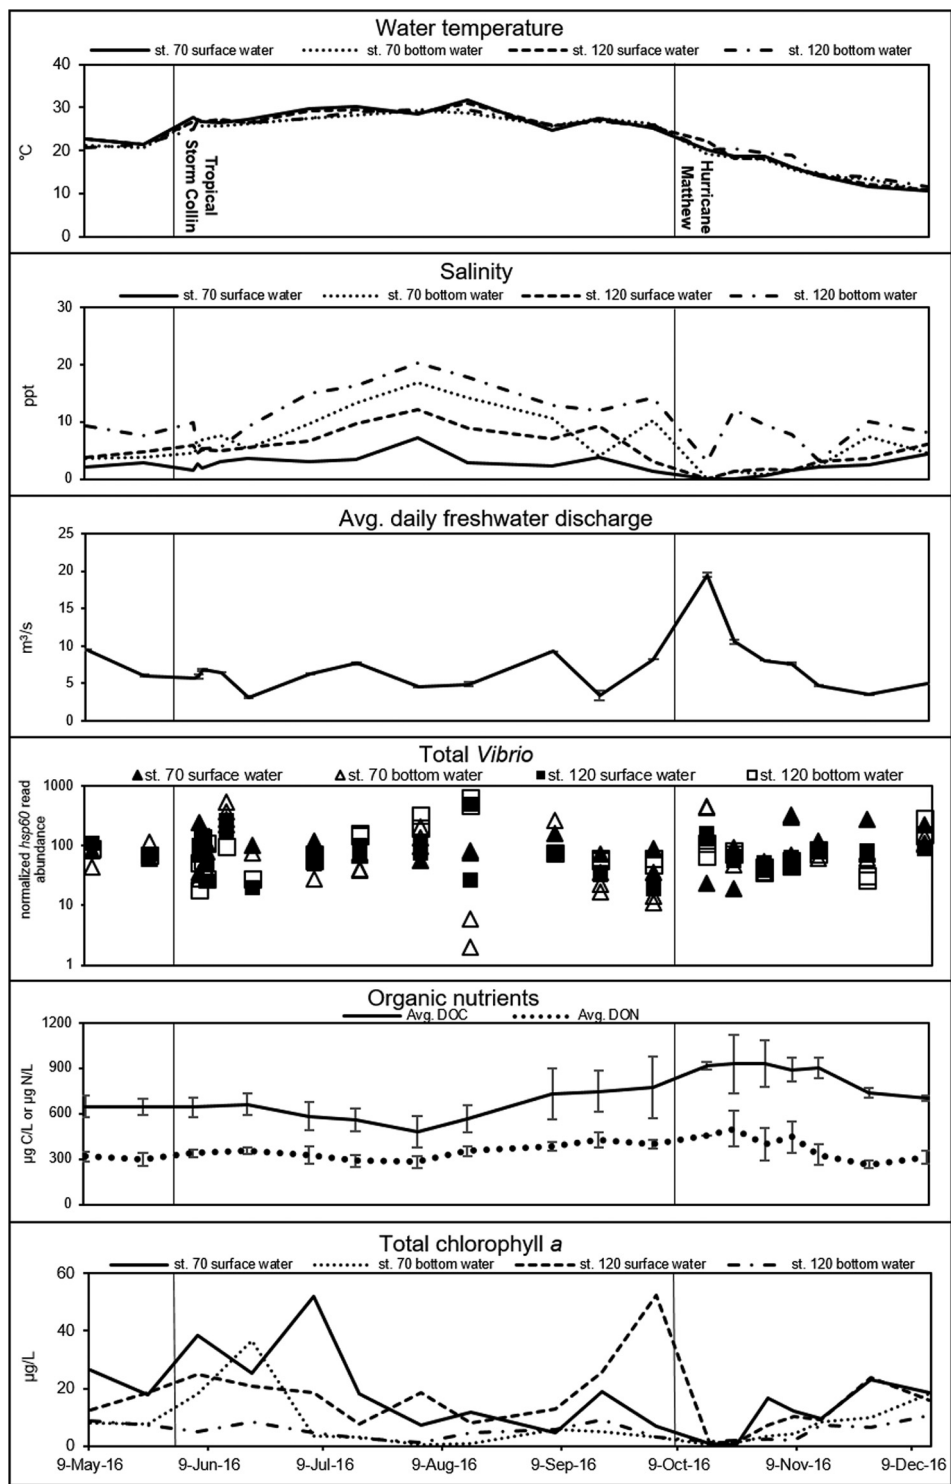 Water temperature
st. 70 surface water st. 70 bottom water st. 120 surface water st. 120 bottom water
40
30
20
10
0
°C
Tropical
Storm Collin
Hurricane
Matthew
Salinity
st. 70 surface water st. 70 bottom water st. 120 surface water st. 120 bottom water
30
20
10
0
ppt
Avg. daily freshwater discharge
25
20
15
10
5
0
m³/s
Total Vibrio
st. 70 surface water st. 70 bottom water st. 120 surface water st. 120 bottom water
1000
100
10
1
normalized hsp60 read
abundance
Organic nutrients
Avg. DOC Avg. DON
1200
900
600
300
0
µg C/L or µg N/L
Total chlorophyll a
st. 70 surface water st. 70 bottom water st. 120 surface water st. 120 bottom water
60
40
20
0
µg/L
9-May-16 9-Jun-16 9-Jul-16 9-Aug-16 9-Sep-16 9-Oct-16 9-Nov-16 9-Dec-16